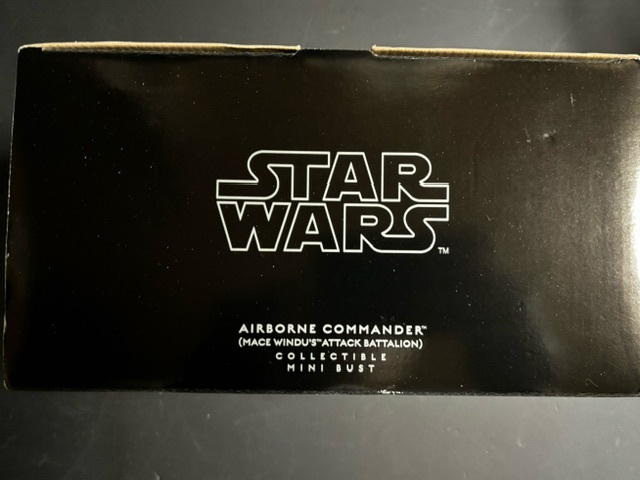 STAR
WARS™
AIRBORNE COMMANDER™
(MACE WINDU'S™ ATTACK BATTALION)
COLLECTIBLE
MINI BUST